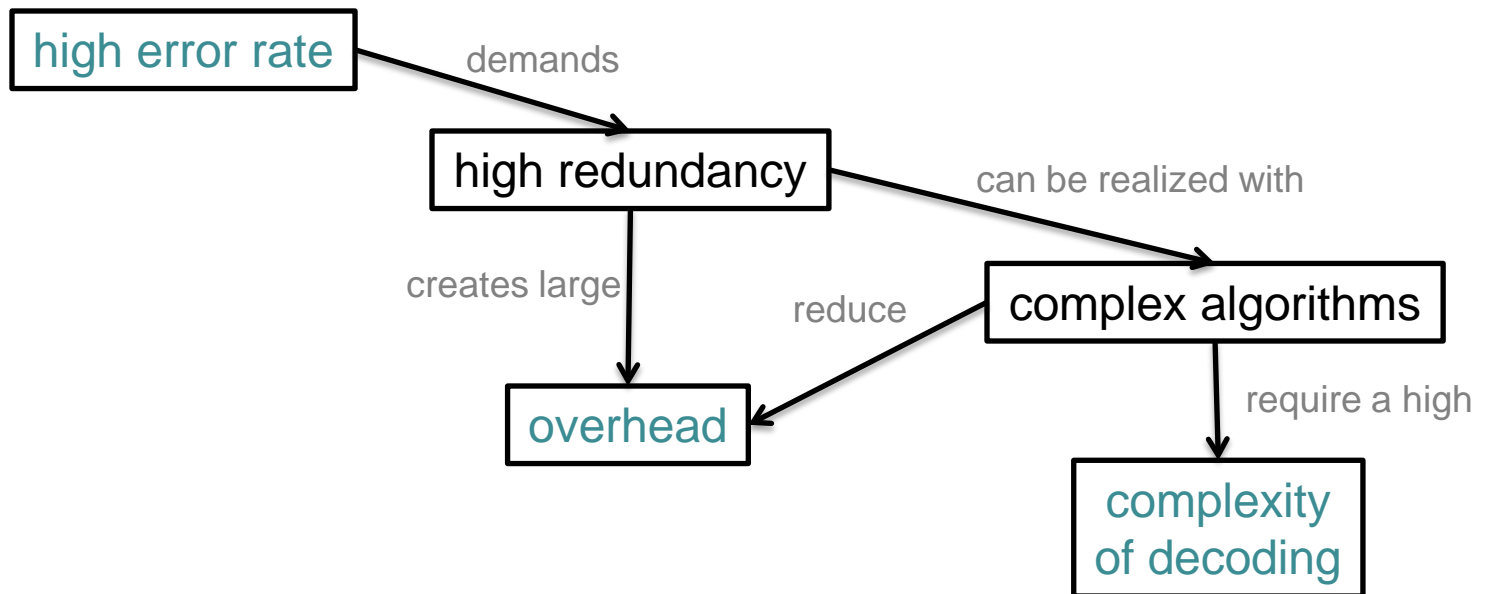 high error rate
demands
high redundancy
can be realized with
creates large
reduce
complex algorithms
overhead
require a high
complexity
of decoding